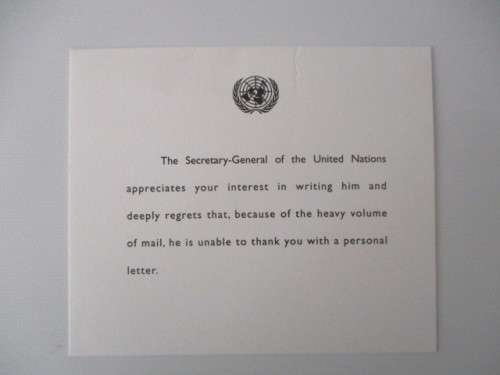 The Secretary-General of the United Nations
appreciates your interest in writing him and
deeply regrets that, because of the heavy volume
of mail, he is unable to thank you with a personal
letter.